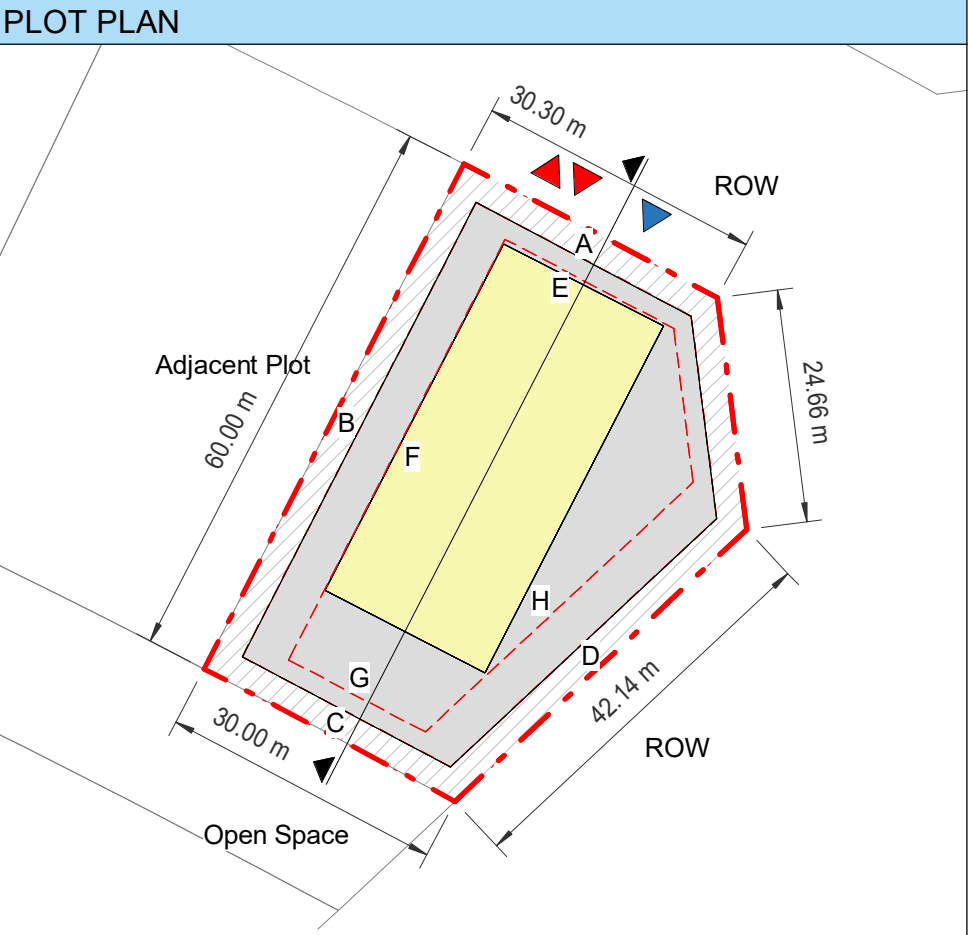 PLOT PLAN
30.30 m
ROW
A
E
24.66 m
Adjacent Plot
60.00 m
B
F
H
D
G
C
42.14 m
30.00 m
ROW
Open Space